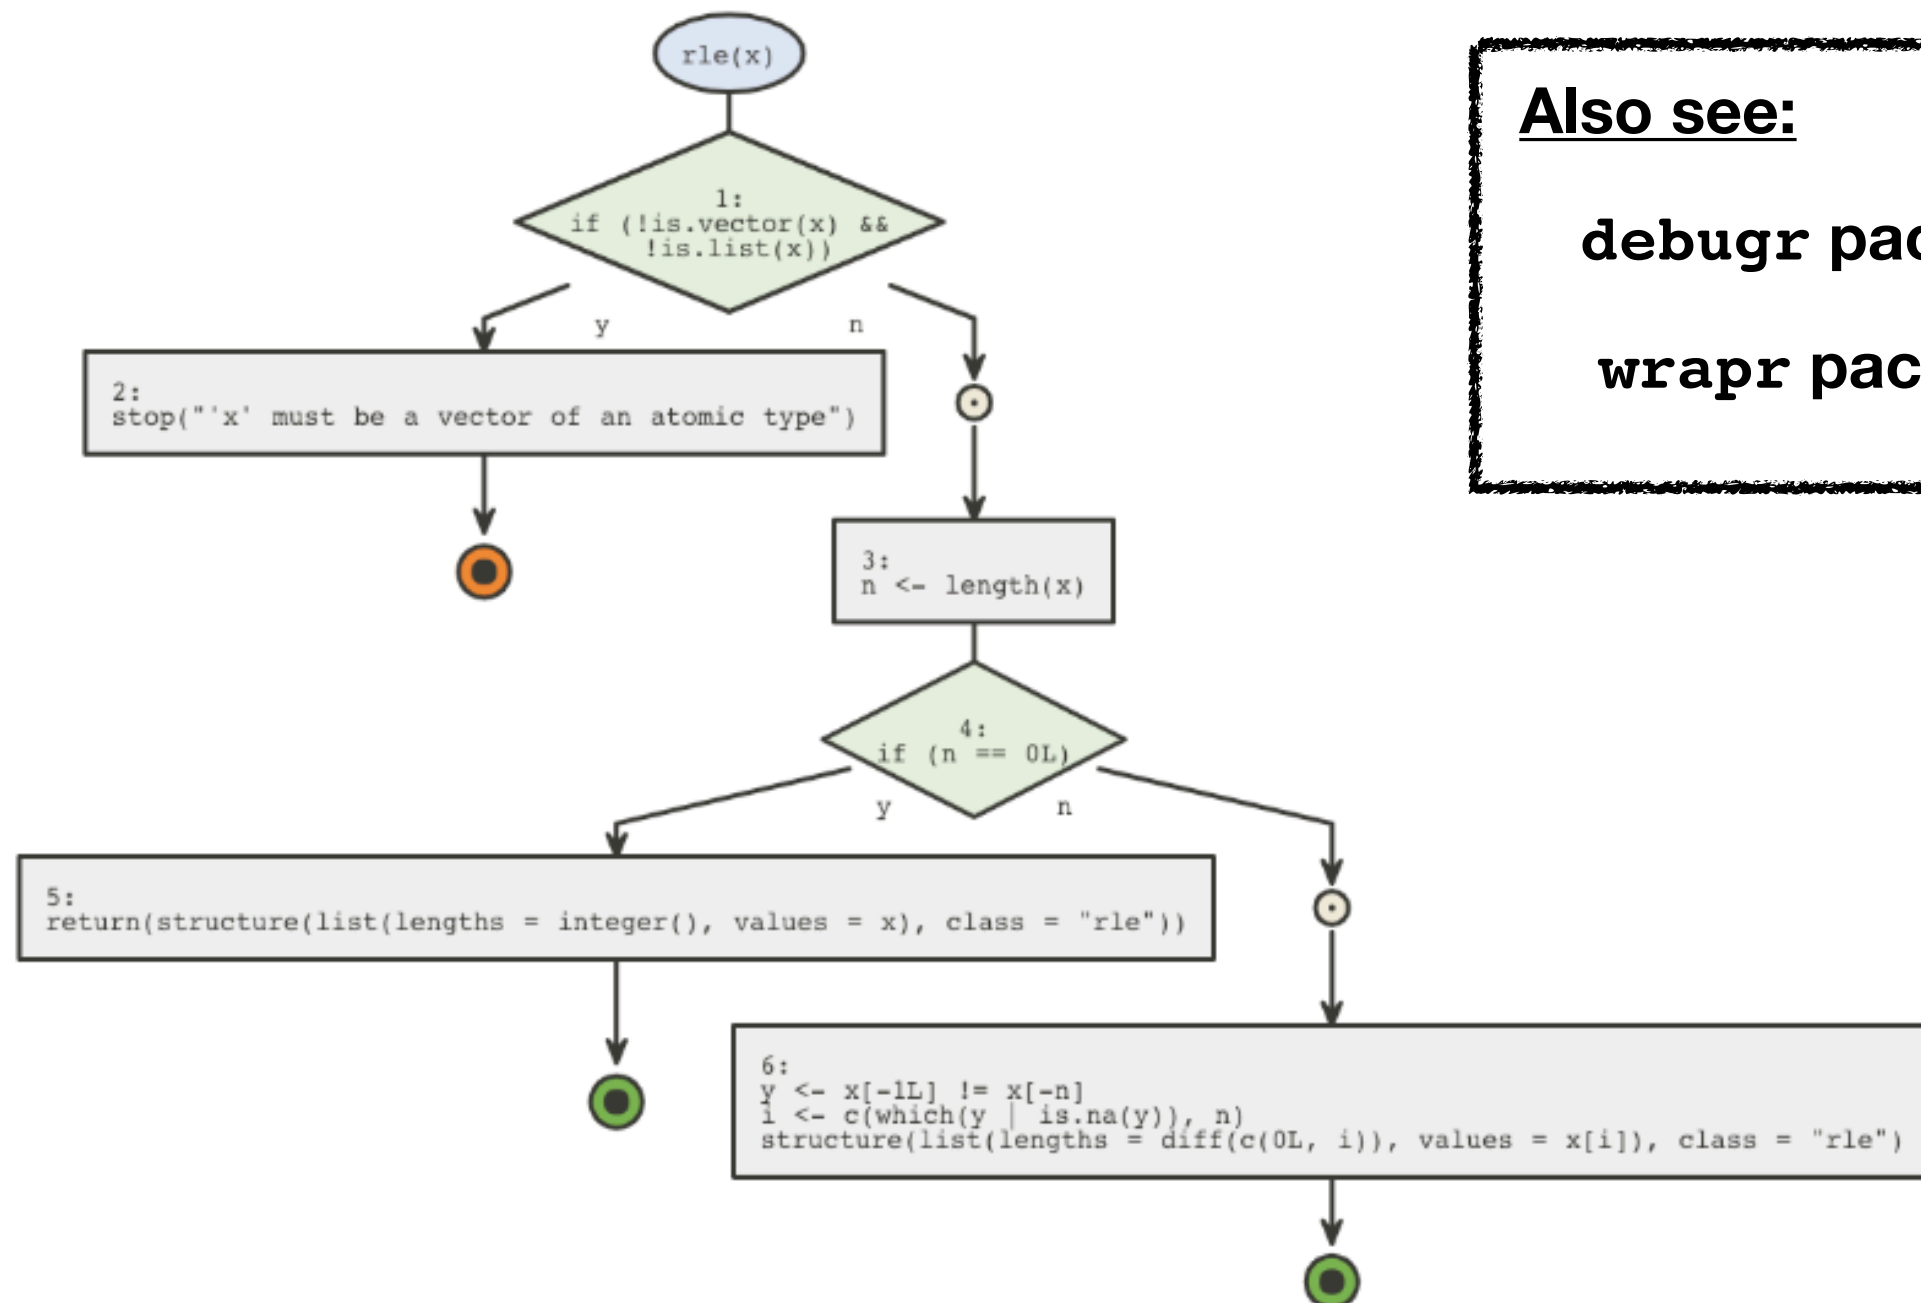 rle(x)
1:
if (!is.vector(x) &&
!is.list(x))
y
n
2:
stop("'x' must be a vector of an atomic type")
3:
n <- length(x)
4:
if (n == 0L)
y
n
5:
return(structure(list(lengths = integer(), values = x), class = "rle"))
6:
y <- x[-1L] != x[-n]
i <- c(which(y | is.na(y)), n)
structure(list(lengths = diff(c(0L, i)), values = x[i]), class = "rle")
Also see:
debugr
wrapr